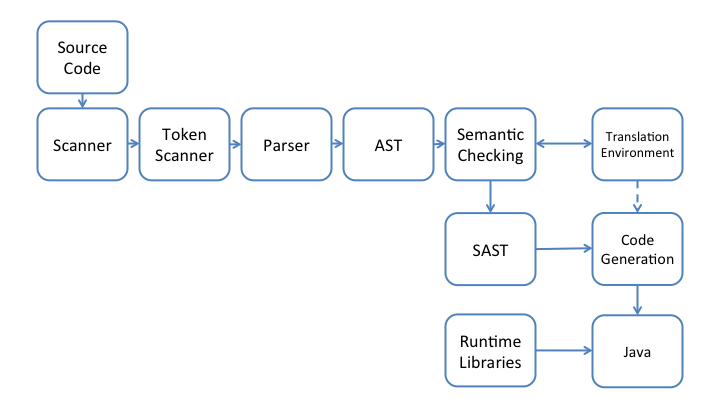 Source
Code
Scanner
Token
Scanner
Parser
AST
Semantic
Checking
Translation
Environment
SAST
Code
Generation
Runtime
Libraries
Java